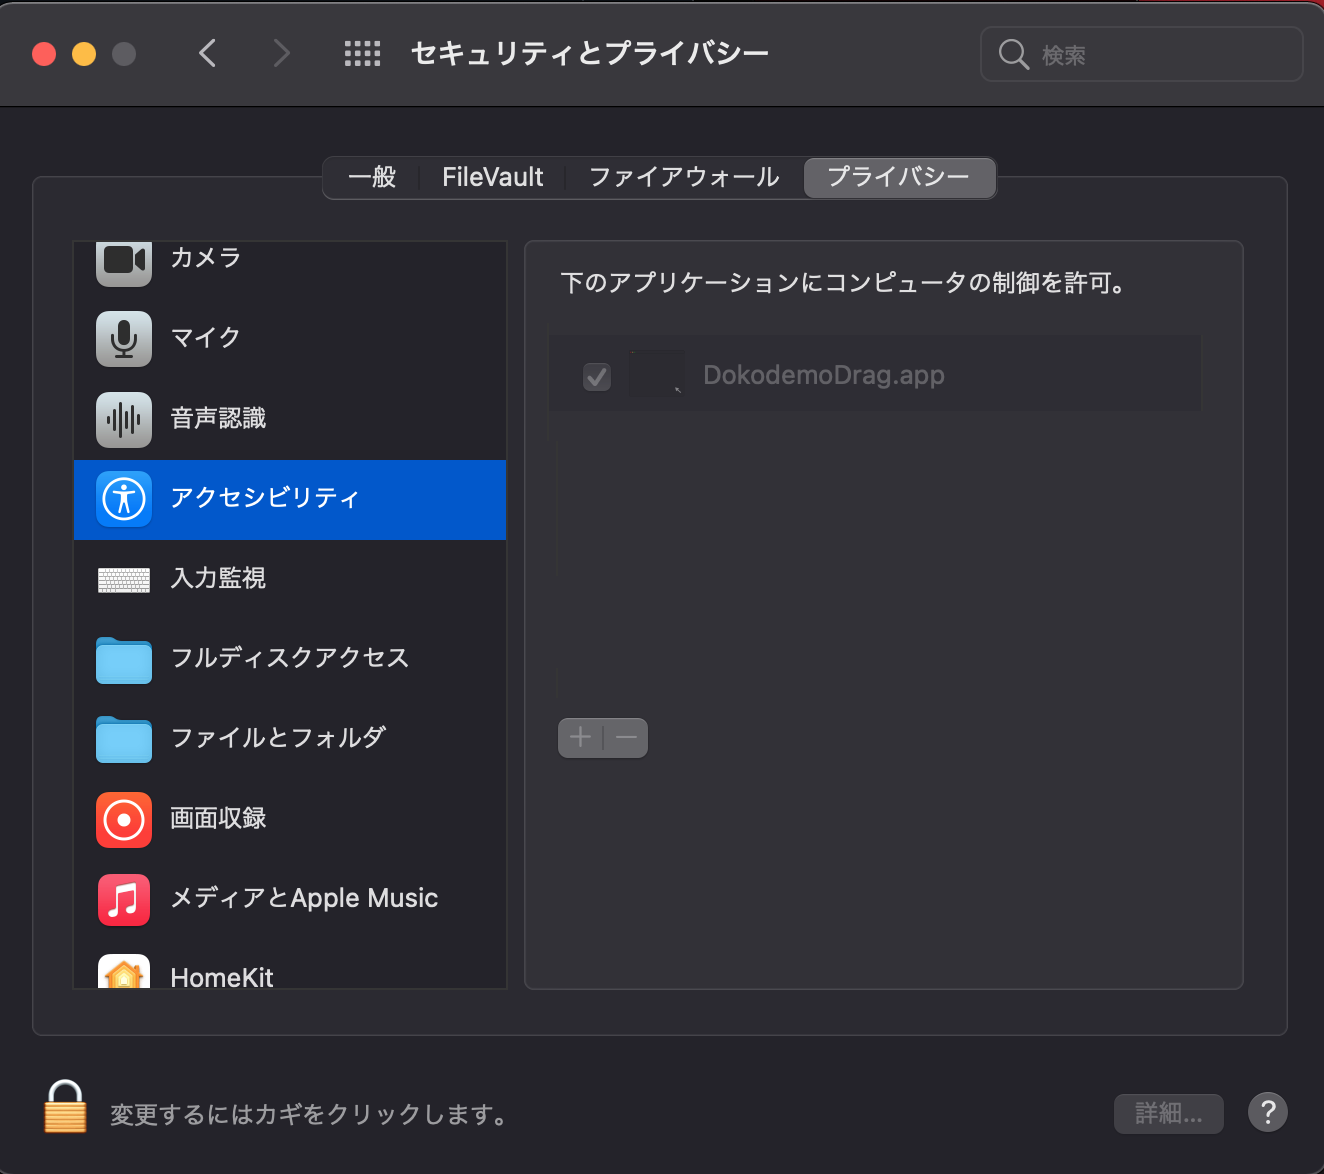 セキュリティとプライバシー
検索
一般
FileVault
ファイアウォール
プライバシー
カメラ
マイク
音声認識
アクセシビリティ
入力監視
フルディスクアクセス
ファイルとフォルダ
画面収録
メディアとApple Music
HomeKit
下のアプリケーションにコンピュータの制御を許可。
DokodemoDrag.app
変更するにはカギをクリックします。
詳細...
?